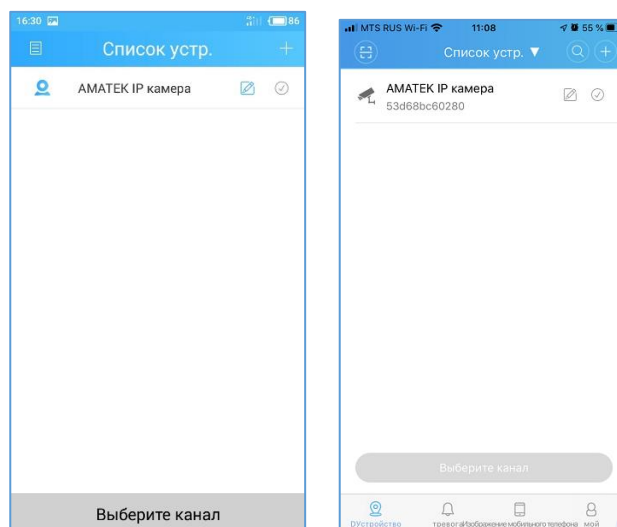 16:30 86
Список устр.
AMATEK IP камера
Выберите канал
MTS RUS Wi-Fi 11:08 55 %
Список устр. ▼
AMATEK IP камера
53d68bc60280
Выберите канал
DУстройство тревога Изображение мобильного телефона мой